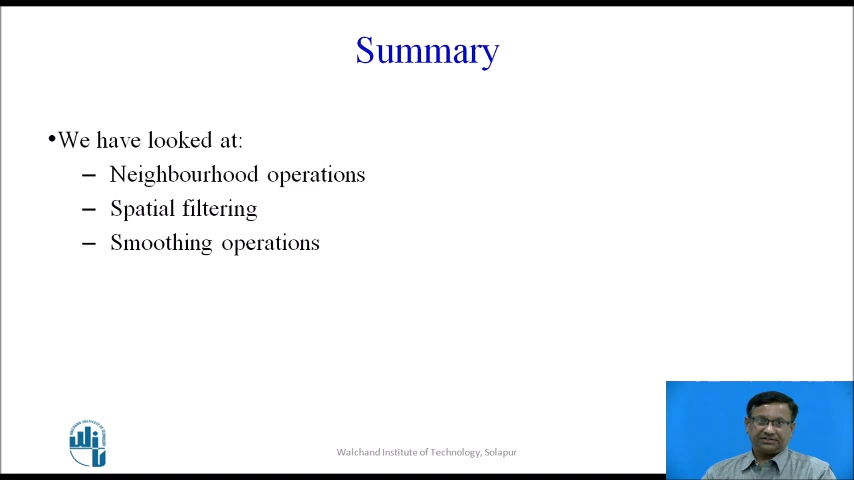 Summary
•We have looked at:
– Neighbourhood operations
– Spatial filtering
– Smoothing operations
Walchand Institute of Technology, Solapur